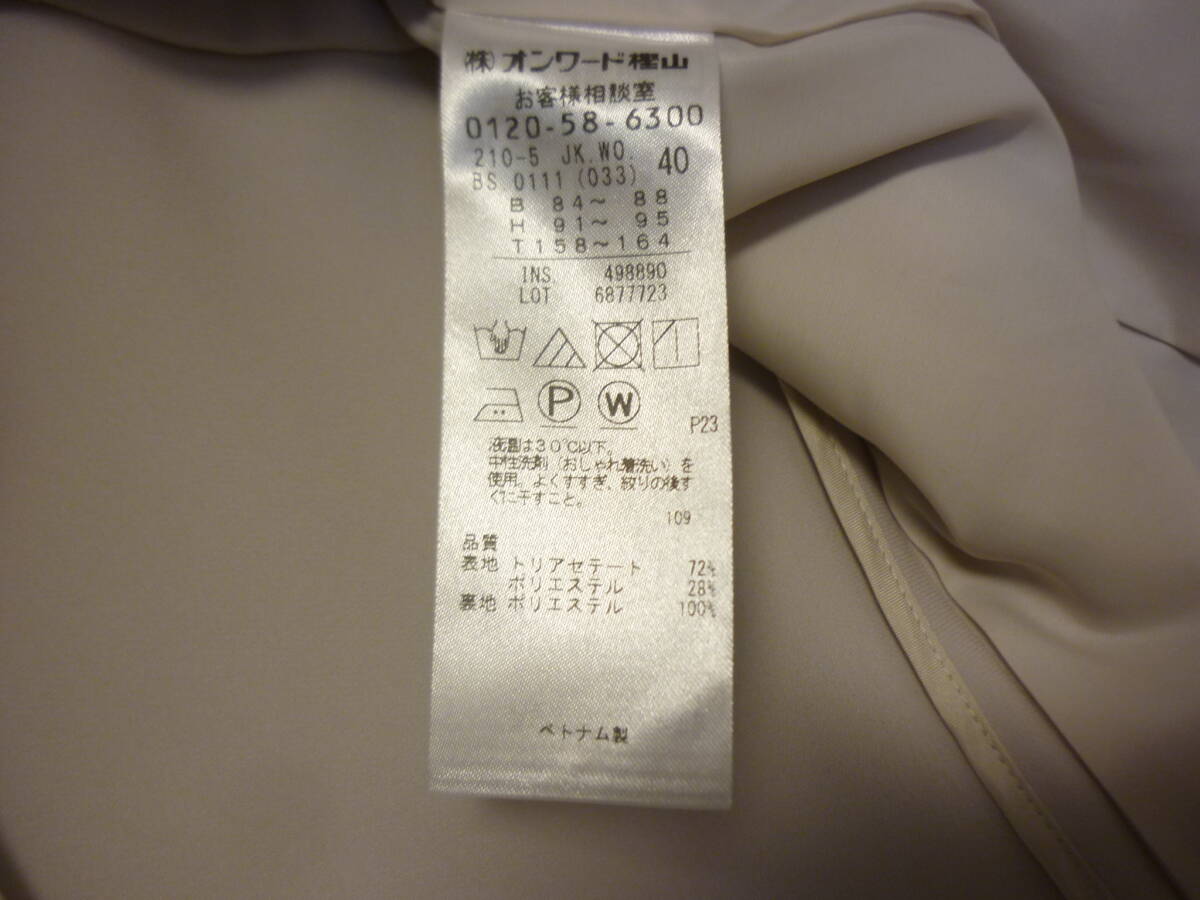 ㈱オンワード樫山
お客様相談室
0120-58-6300
210-5 JK.WO. 40
BS 0111 (033)
B 84～ 88
H 91～ 95
T158～164
INS 498890
LOT 6877723
P W
P23
液温は30℃以下。
中性洗剤（おしゃれ着洗い）を
使用。よくすすぎ、絞りの後す
ぐに干すこと。
109
品質
表地 トリアセテート 72%
ポリエステル 28%
裏地 ポリエステル 100%
ベトナム製